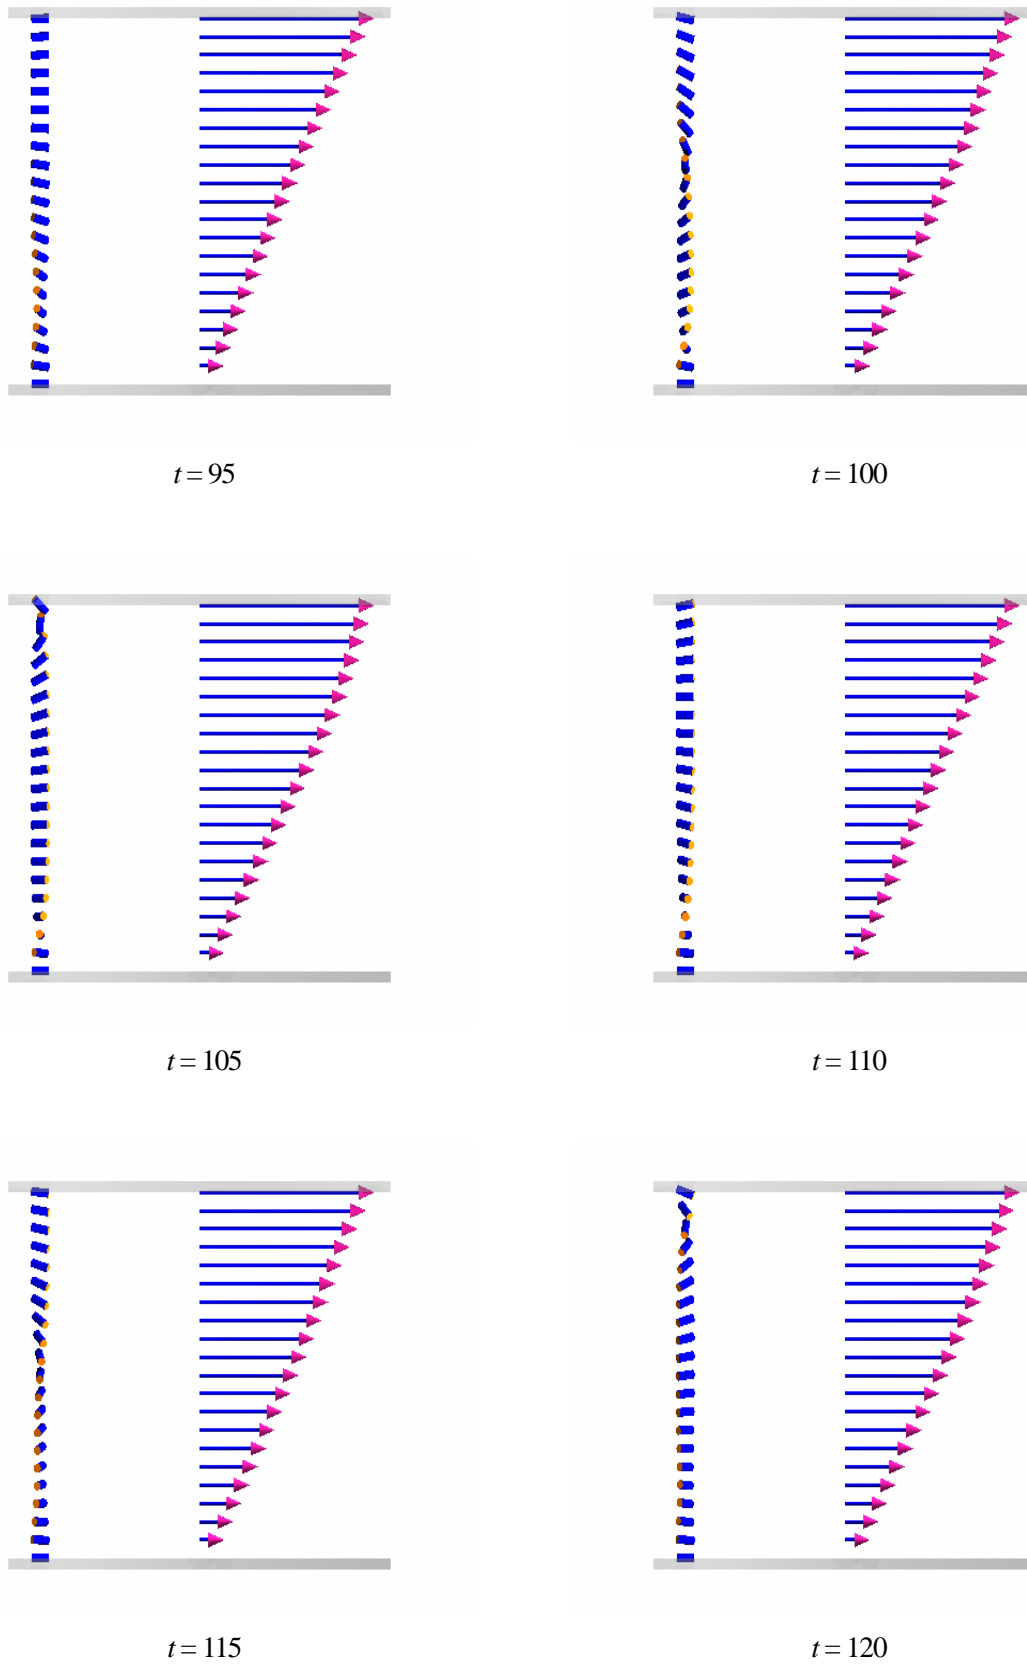 t = 95
t = 100
t = 105
t = 110
t = 115
t = 120